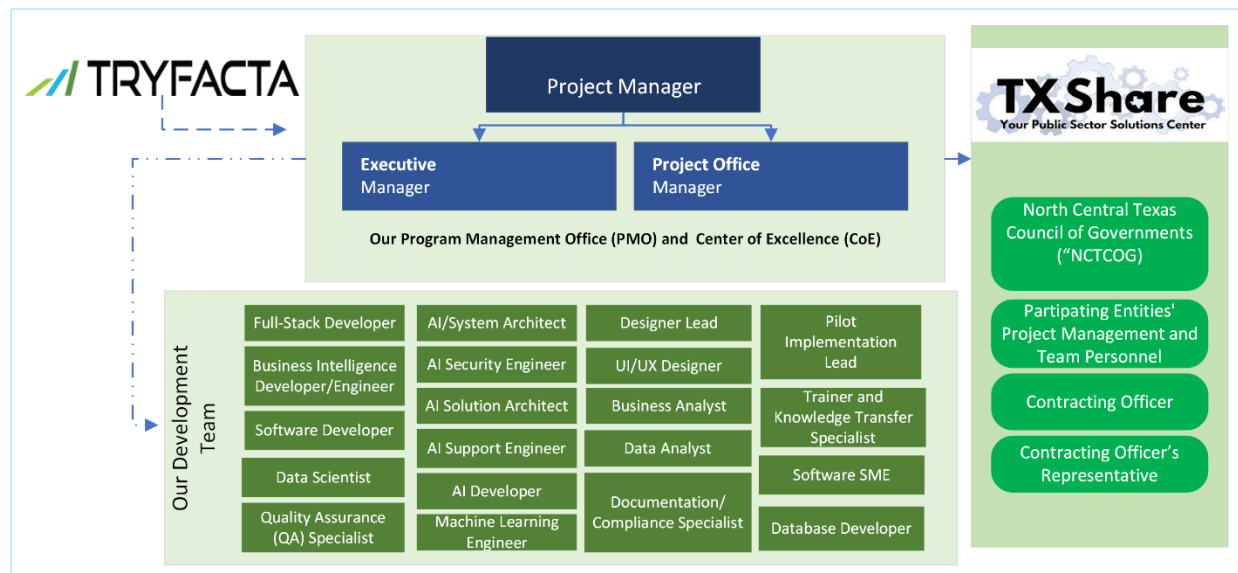 TRYFACTA
Project Manager
Executive
Manager
Project Office
Manager
Our Program Management Office (PMO) and Center of Excellence (CoE)
TXShare
Your Public Sector Solutions Center
North Central Texas
Council of Governments
(“NCTCOG)
Partipating Entities'
Project Management and
Team Personnel
Contracting Officer
Contracting Officer’s
Representative
Our Development
Team
Full-Stack Developer
Business Intelligence
Developer/Engineer
Software Developer
Data Scientist
Quality Assurance
(QA) Specialist
AI/System Architect
AI Security Engineer
AI Solution Architect
AI Support Engineer
AI Developer
Machine Learning
Engineer
Designer Lead
UI/UX Designer
Business Analyst
Data Analyst
Documentation/
Compliance Specialist
Pilot
Implementation
Lead
Trainer and
Knowledge Transfer
Specialist
Software SME
Database Developer